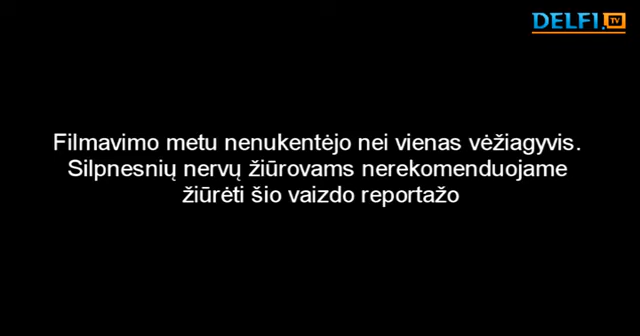 DELFI.TV
Filmavimo metu nenukentėjo nei vienas vėžiagyvis.
Silpnesnių nervų žiūrovams nerekomenduojame
žiūrėti šio vaizdo reportažo